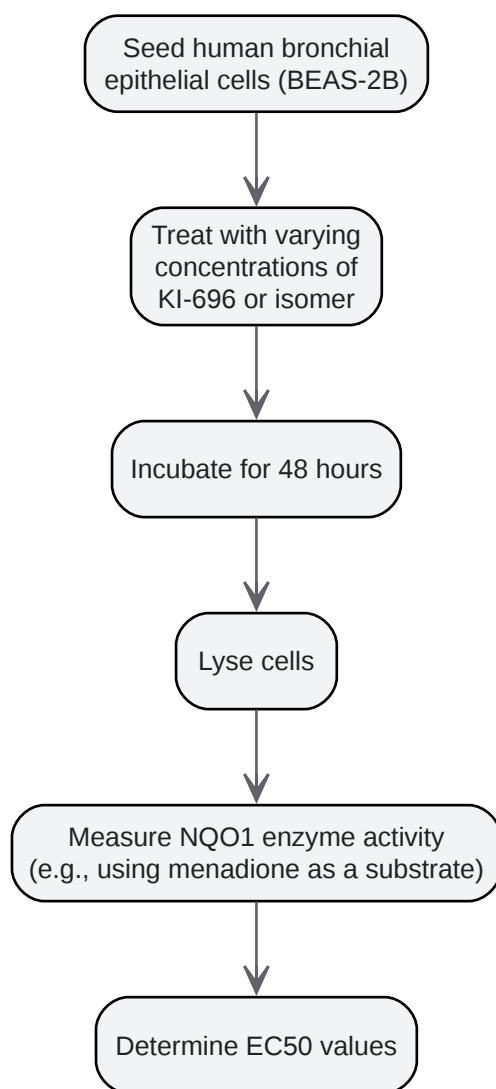 Seed human bronchial
epithelial cells (BEAS-2B)
Treat with varying
concentrations of
KI-696 or isomer
Incubate for 48 hours
Lyse cells
Measure NQO1 enzyme activity
(e.g., using menadione as a substrate)
Determine EC50 values